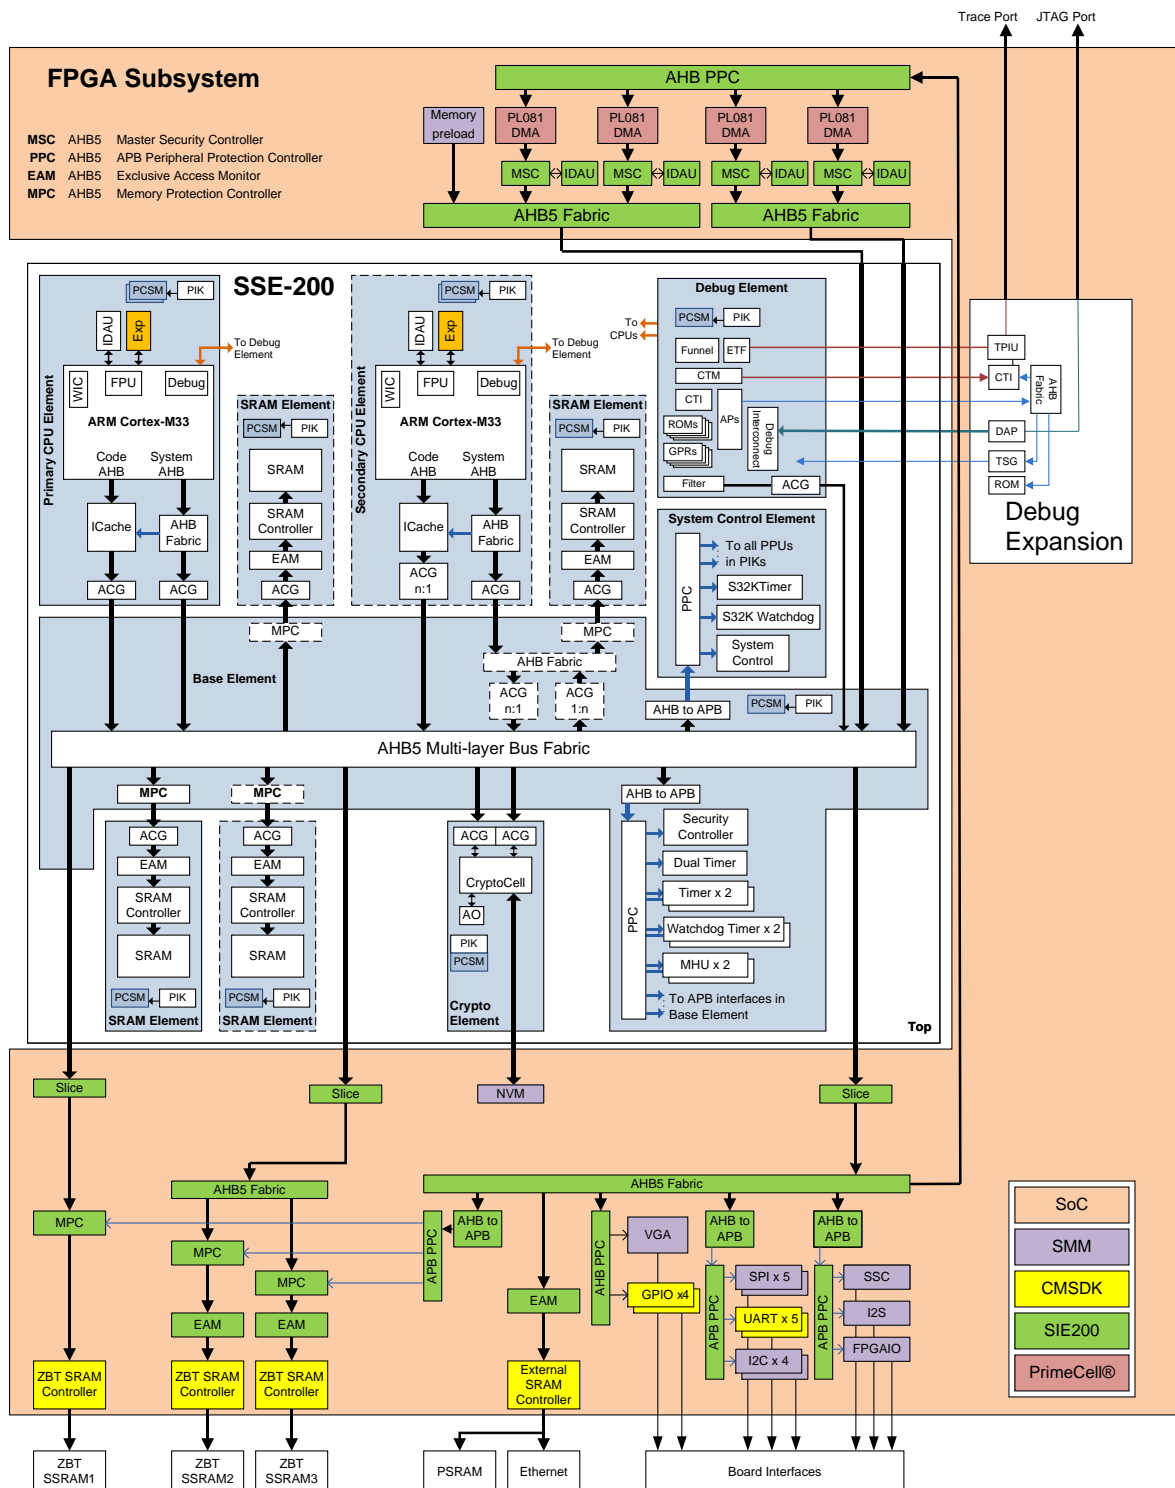 Trace Port
JTAG Port
FPGA Subsystem
MSC AHB5 Master Security Controller
PPC AHB5 APB Peripheral Protection Controller
EAM AHB5 Exclusive Access Monitor
MPC AHB5 Memory Protection Controller
AHB PPC
Memory
preload
PL081
DMA
PL081
DMA
PL081
DMA
PL081
DMA
MSC
IDAU
MSC
IDAU
MSC
IDAU
MSC
IDAU
AHB5 Fabric
AHB5 Fabric
SSE-200
Primary CPU Element
PCSM
PIK
IDAU
Exp
To Debug
Element
WIC
FPU
Debug
ARM Cortex-M33
Code
AHB
System
AHB
ICache
AHB
Fabric
ACG
ACG
SRAM Element
PCSM
PIK
SRAM
SRAM
Controller
EAM
ACG
MPC
Secondary CPU Element
PCSM
PIK
IDAU
Exp
To Debug
Element
WIC
FPU
Debug
ARM Cortex-M33
Code
AHB
System
AHB
ICache
AHB
Fabric
ACG
n:1
ACG
SRAM Element
PCSM
PIK
SRAM
SRAM
Controller
EAM
ACG
MPC
To
CPUs
Debug Element
PCSM
PIK
Funnel
ETF
CTM
CTI
APs
ROMs
GPRs
Debug
Interconnect
Filter
ACG
TPIU
CTI
AHB
Fabric
DAP
TSG
ROM
Debug
Expansion
System Control Element
PPC
To all PPUs
in PIKs
S32KTimer
S32K Watchdog
System
Control
AHB to APB
PCSM
PIK
Base Element
AHB Fabric
ACG
n:1
ACG
1:n
AHB5 Multi-layer Bus Fabric
MPC
ACG
EAM
SRAM
Controller
SRAM
PCSM
PIK
SRAM Element
MPC
ACG
EAM
SRAM
Controller
SRAM
PCSM
PIK
SRAM Element
ACG
ACG
CryptoCell
AO
PIK
PCSM
Crypto
Element
AHB to APB
PPC
Security
Controller
Dual Timer
Timer x 2
Watchdog Timer x 2
MHU x 2
To APB interfaces in
Base Element
Top
Slice
Slice
NVM
Slice
AHB5 Fabric
AHB5 Fabric
MPC
MPC
MPC
APB PPC
AHB to
APB
EAM
EAM
EAM
AHB PPC
VGA
GPIO x4
AHB to
APB
APB PPC
SPI x 5
UART x 5
I2C x 4
AHB to
APB
APB PPC
SSC
I2S
FPGAIO
SoC
SMM
CMSDK
SIE200
PrimeCell®
ZBT SRAM
Controller
ZBT SRAM
Controller
ZBT SRAM
Controller
External
SRAM
Controller
ZBT
SSRAM1
ZBT
SSRAM2
ZBT
SSRAM3
PSRAM
Ethernet
Board Interfaces